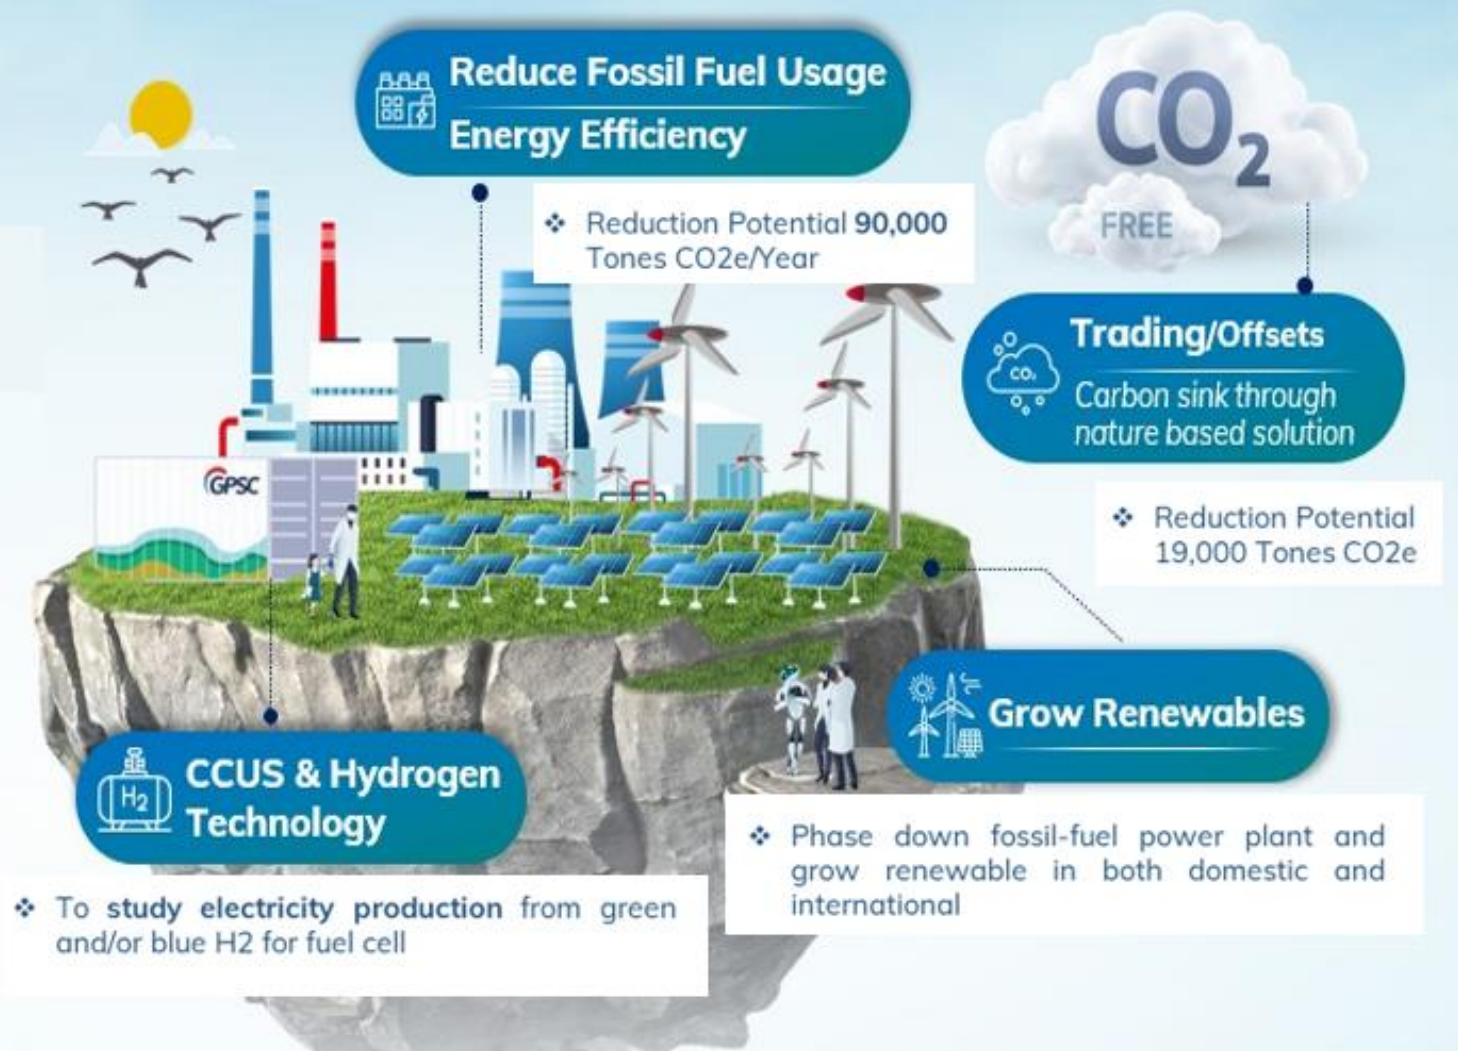 Reduce Fossil Fuel Usage
Energy Efficiency
Reduction Potential 90,000
Tones CO2e/Year
CO₂
FREE
Trading/Offsets
CO₂
Carbon sink through
nature based solution
Reduction Potential
19,000 Tones CO2e
GPSC
Grow Renewables
Phase down fossil-fuel power plant and
grow renewable in both domestic and
international
CCUS & Hydrogen
H₂
Technology
To study electricity production from green
and/or blue H2 for fuel cell